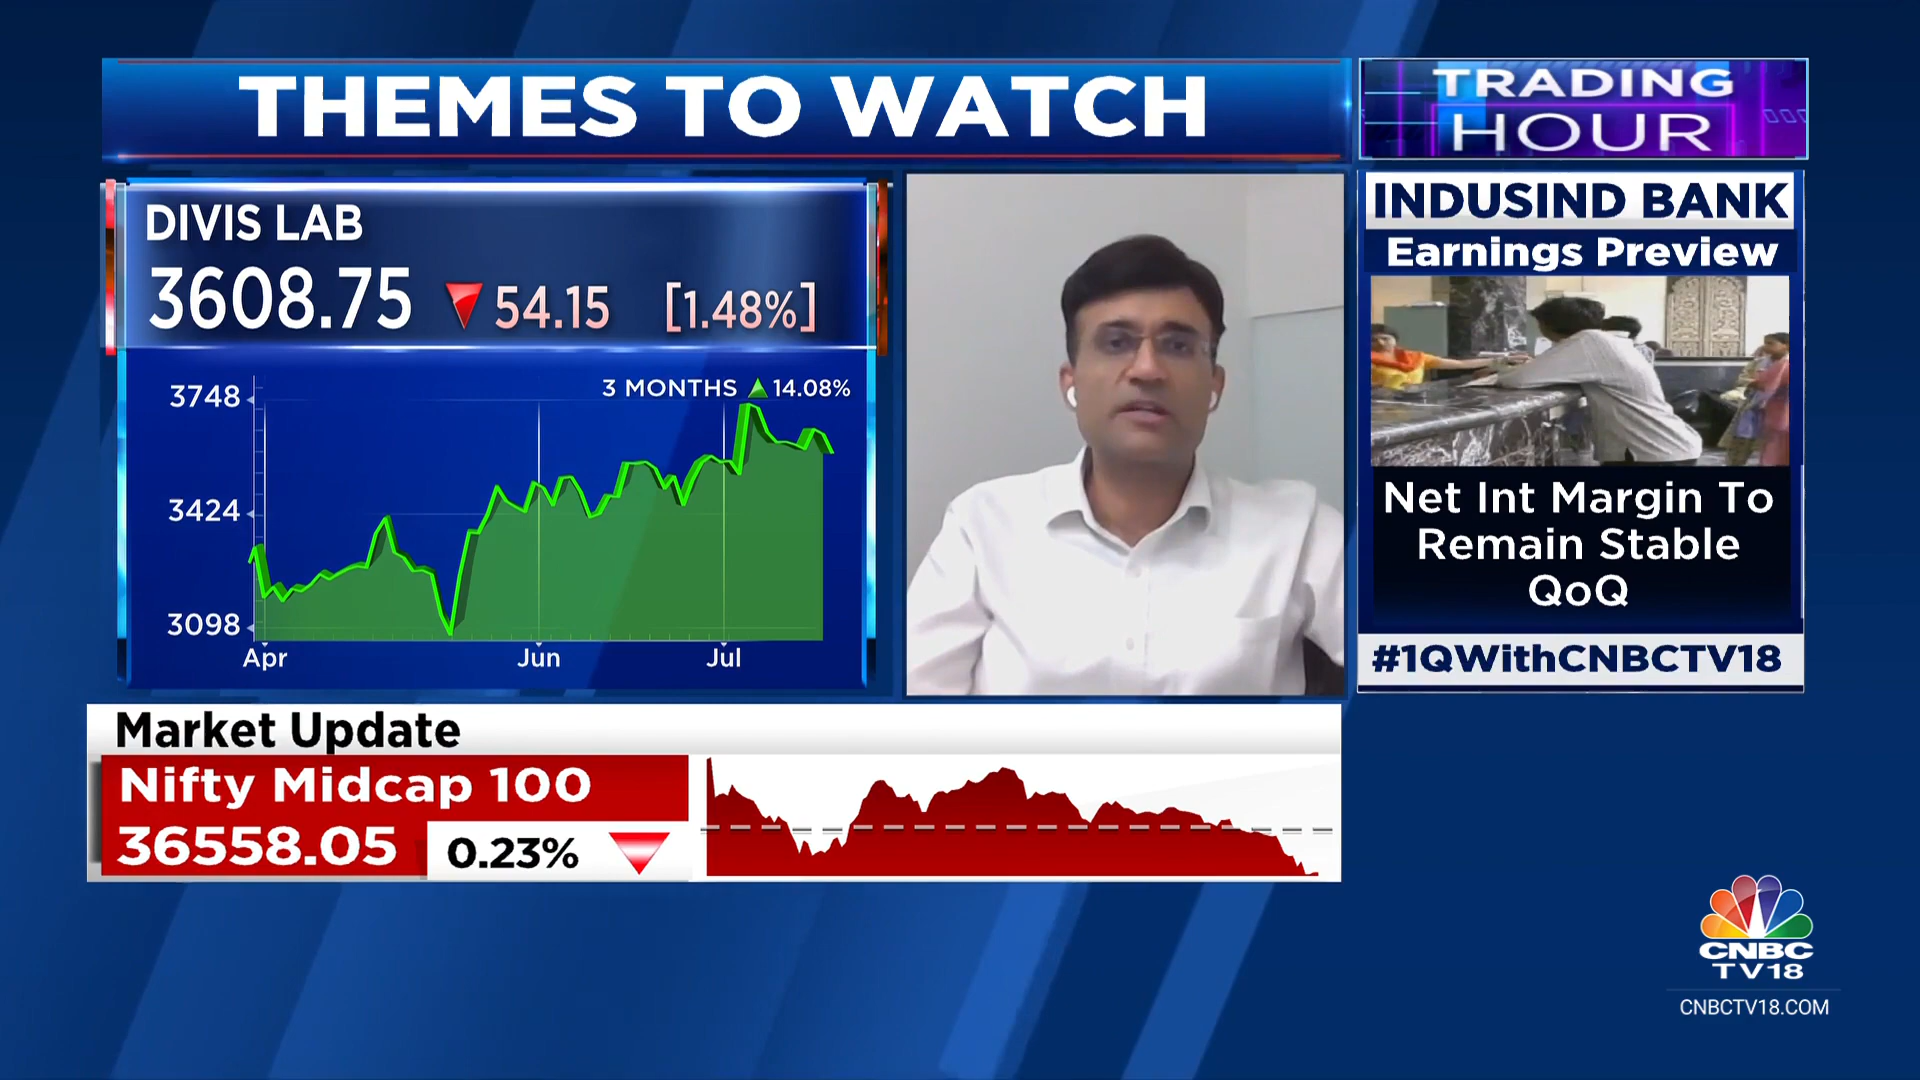 THEMES TO WATCH
TRADING
HOUR
DIVIS LAB
3608.75 ▼ 54.15 [1.48%]
3 MONTHS ▲ 14.08%
3748
3424
3098
Apr Jun Jul
INDUSIND BANK
Earnings Preview
Net Int Margin To
Remain Stable
QoQ
#1QWithCNBCTV18
Market Update
Nifty Midcap 100
36558.05 0.23% ▼
CNBC
TV18
CNBCTV18.COM